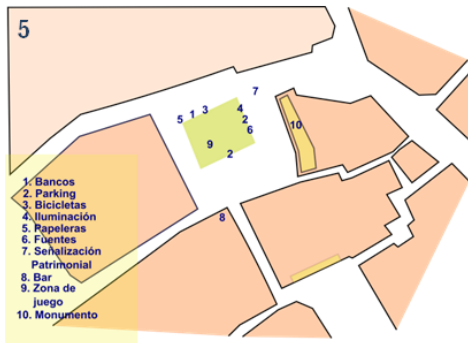 5
7
4
3
1
5
2
6
10
9
2
8
1. Bancos
2. Parking
3. Bicicletas
4. Iluminación
5. Papeleras
6. Fuentes
7. Señalización
Patrimonial
8. Bar
9. Zona de
juego
10. Monumento